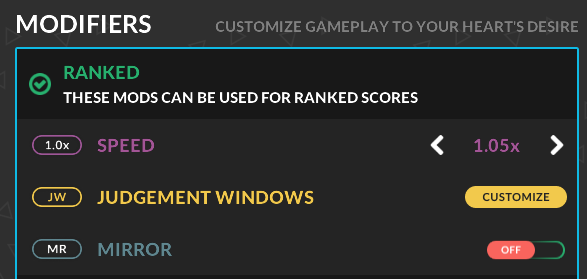 MODIFIERS
CUSTOMIZE GAMEPLAY TO YOUR HEART'S DESIRE
RANKED
THESE MODS CAN BE USED FOR RANKED SCORES
1.0x SPEED 1.05x
JW JUDGEMENT WINDOWS CUSTOMIZE
MR MIRROR OFF